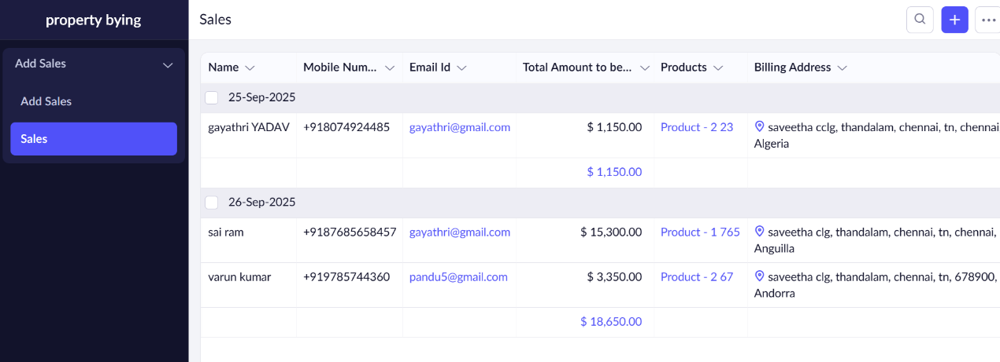 property bying
Sales
Add Sales
Add Sales
Sales
Name Mobile Num... Email Id Total Amount to be... Products Billing Address
25-Sep-2025
gayathri YADAV +918074924485 gayathri@gmail.com $ 1,150.00 Product - 2 23 saveetha cclg, thandalam, chennai, tn, chennai
Algeria
$ 1,150.00
26-Sep-2025
sai ram +9187685658457 gayathri@gmail.com $ 15,300.00 Product - 1 765 saveetha clg, thandalam, chennai, tn, chennai,
Anguilla
varun kumar +919785744360 pandu5@gmail.com $ 3,350.00 Product - 2 67 saveetha clg, thandalam, chennai, tn, 678900,
Andorra
$ 18,650.00